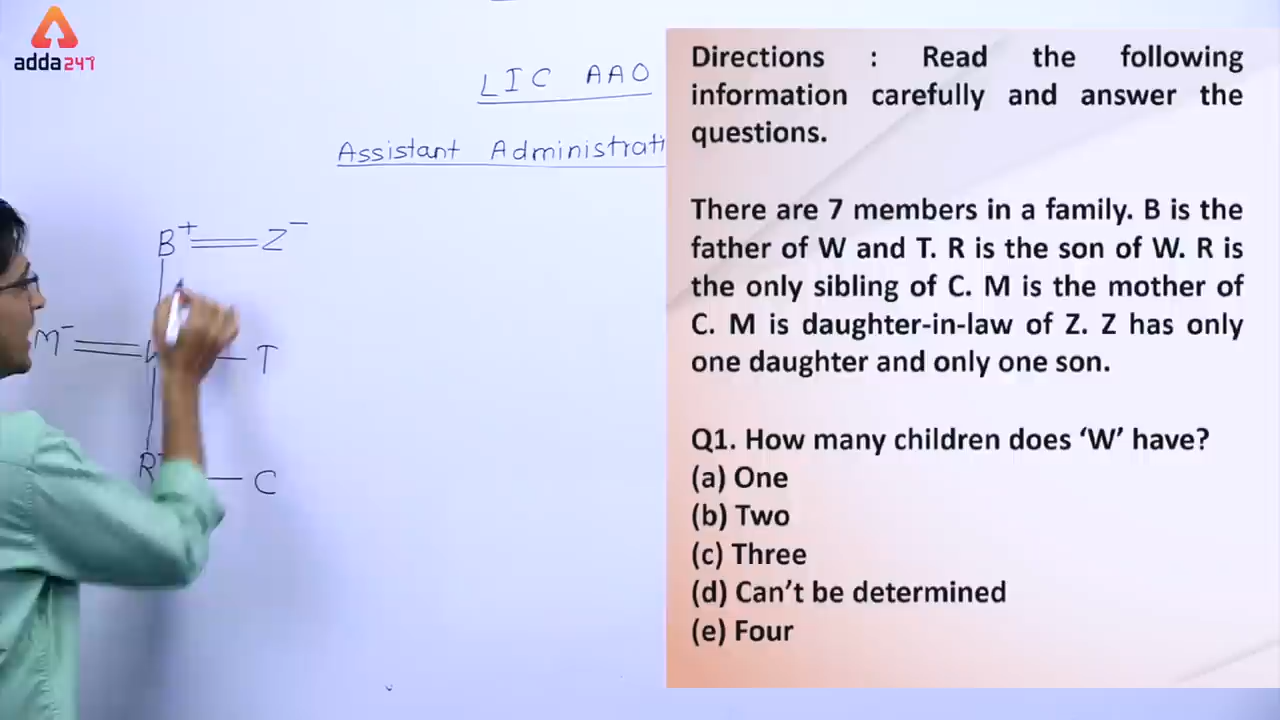 adda247
LIC AAO
Assistant Administrati
B+ = Z-
M- = T
R C
Directions : Read the following
information carefully and answer the
questions.
There are 7 members in a family. B is the
father of W and T. R is the son of W. R is
the only sibling of C. M is the mother of
C. M is daughter-in-law of Z. Z has only
one daughter and only one son.
Q1. How many children does ‘W’ have?
(a) One
(b) Two
(c) Three
(d) Can’t be determined
(e) Four